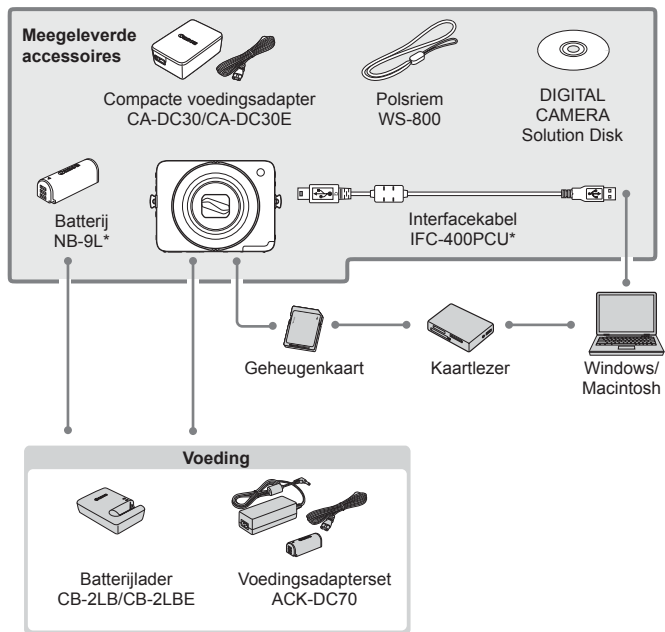 Meegeleverde
accessoires
Compacte voedingsadapter
CA-DC30/CA-DC30E
Polsriem
WS-800
DIGITAL
CAMERA
Solution Disk
Batterij
NB-9L*
Interfacekabel
IFC-400PCU*
Geheugenkaart
Kaartlezer
Windows/
Macintosh
Voeding
Batterijlader
CB-2LB/CB-2LBE
Voedingsadapterset
ACK-DC70